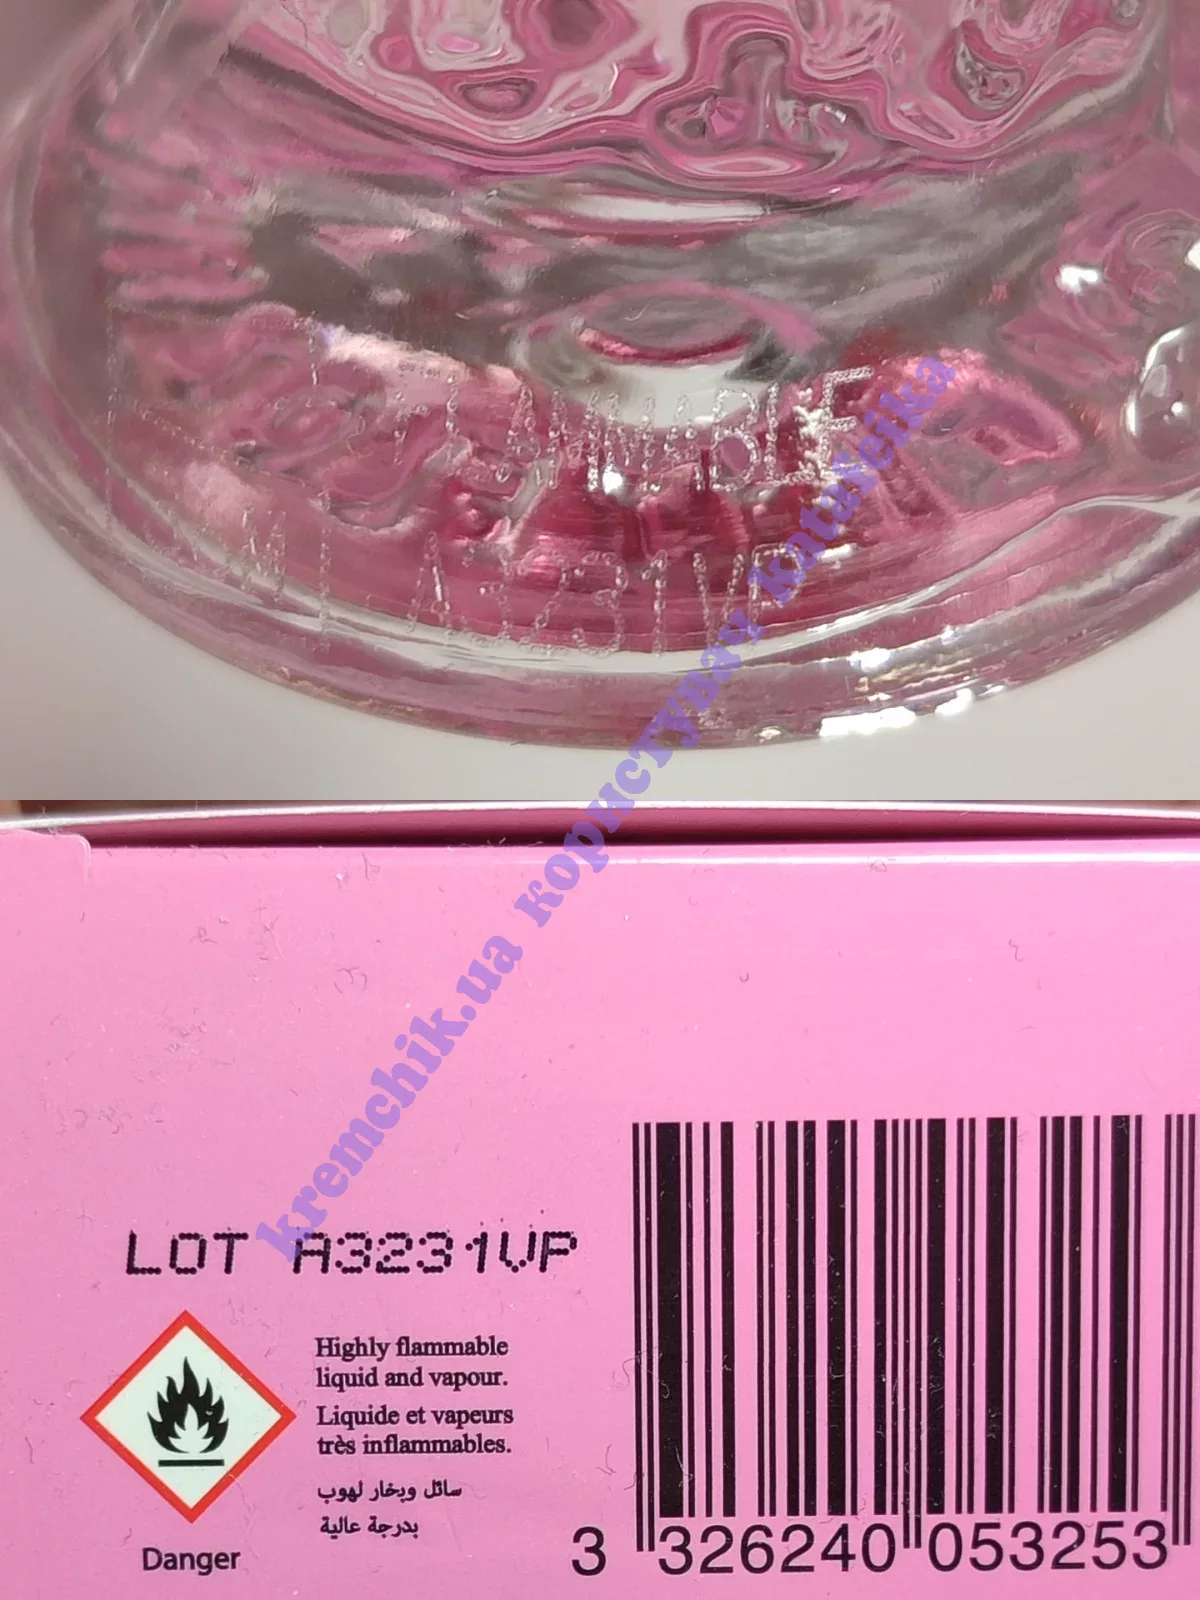 FLAMMABLE
A3231VP
kremchik.ua користувач katafeika
LOT A3231VP
Highly flammable
liquid and vapour.
Liquide et vapeurs
très inflammables.
سائل وبخار لهوب
بدرجة عالية
Danger
3 326240 053253